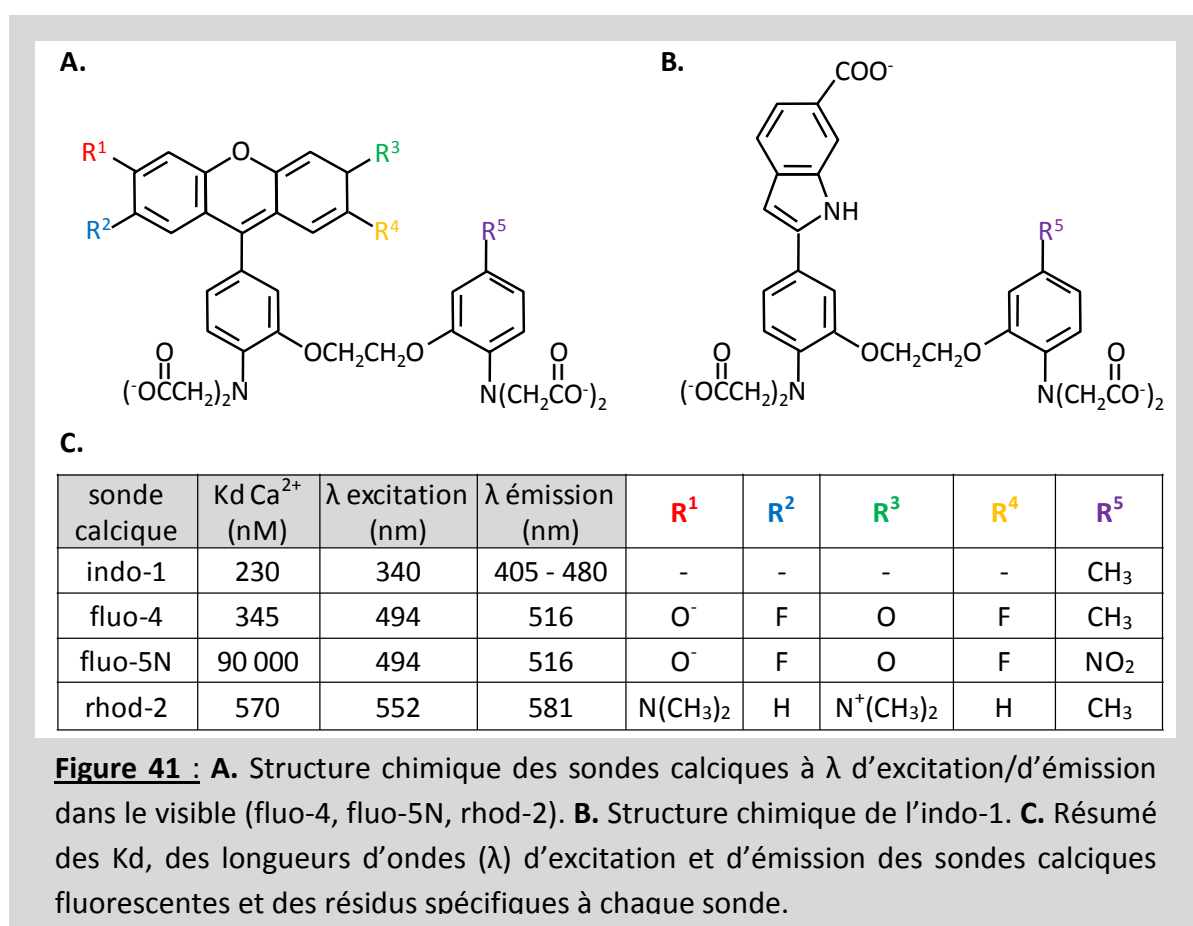 A.
B.
COO⁻
R¹
O
R³
R²
R⁴
R⁵
NH
R⁵
O
OCH₂CH₂O
O
(⁻OCCH₂)₂N
N(CH₂CO⁻)₂
O
OCH₂CH₂O
O
(⁻OCCH₂)₂N
N(CH₂CO⁻)₂
C.
sonde calcique | Kd Ca²⁺ (nM) | λ excitation (nm) | λ émission (nm) | R¹ | R² | R³ | R⁴ | R⁵
indo-1 | 230 | 340 | 405 - 480 | - | - | - | - | CH₃
fluo-4 | 345 | 494 | 516 | O⁻ | F | O | F | CH₃
fluo-5N | 90 000 | 494 | 516 | O⁻ | F | O | F | NO₂
rhod-2 | 570 | 552 | 581 | N(CH₃)₂ | H | N⁺(CH₃)₂ | H | CH₃
Figure 41 : A. Structure chimique des sondes calciques à λ d’excitation/d’émission
dans le visible (fluo-4, fluo-5N, rhod-2). B. Structure chimique de l’indo-1. C. Résumé
des Kd, des longueurs d’ondes (λ) d’excitation et d’émission des sondes calciques
fluorescentes et des résidus spécifiques à chaque sonde.